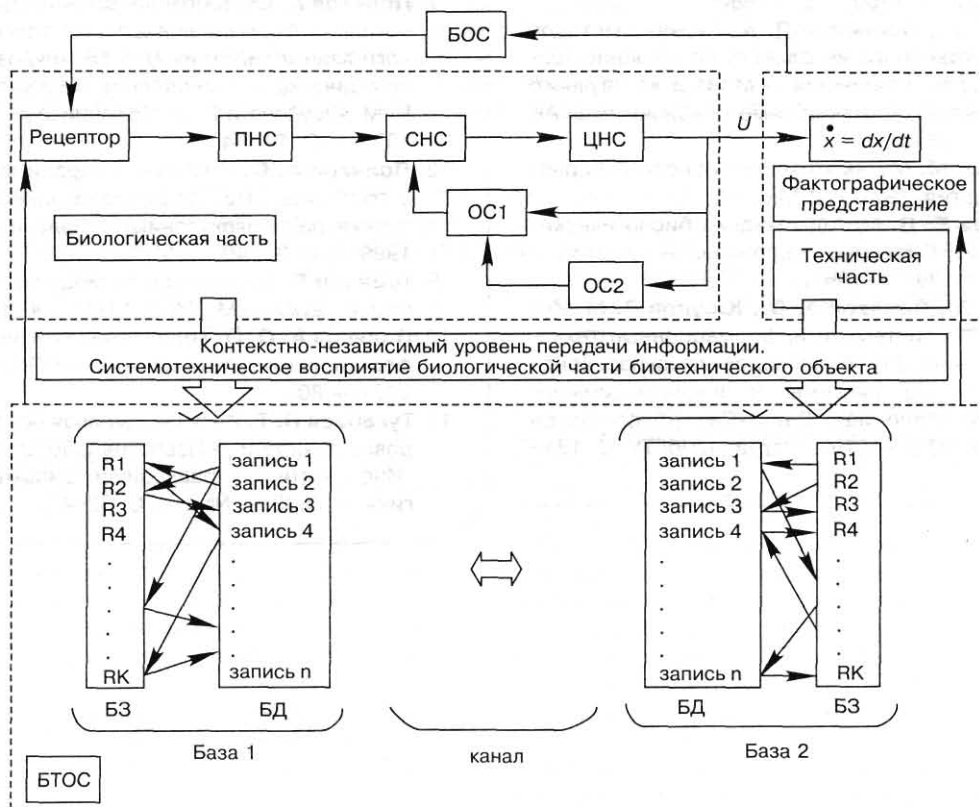 БОС
Рецептор
ПНС
СНС
ЦНС
U
ẋ = dx/dt
Фактографическое
представление
ОС1
Биологическая часть
Техническая
часть
ОС2
Контекстно-независимый уровень передачи информации.
Системотехническое восприятие биологической части биотехнического объекта
R1
R2
R3
R4
RK
запись 1
запись 2
запись 3
запись 4
запись n
запись 1
запись 2
запись 3
запись 4
запись n
R1
R2
R3
R4
RK
БЗ
БД
БД
БЗ
База 1
канал
База 2
БТОС